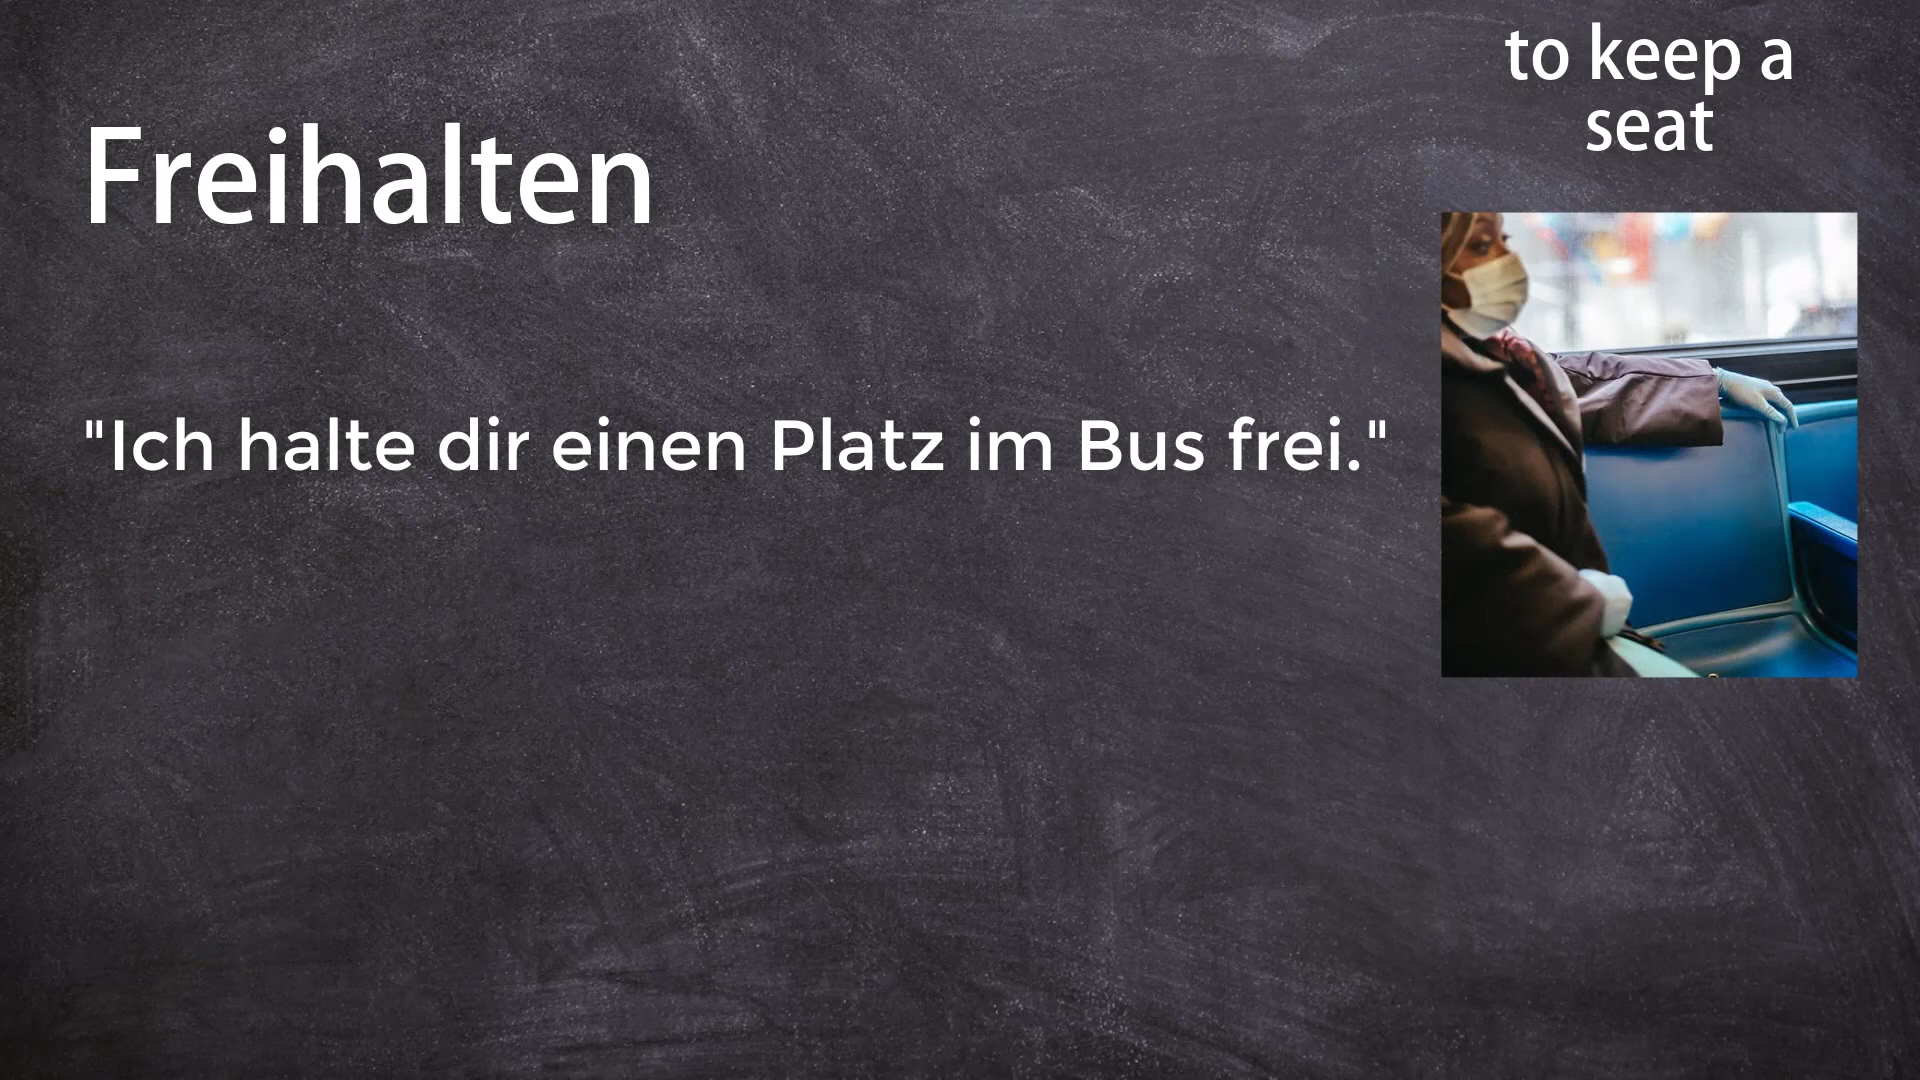 to keep a
seat
Freihalten
"Ich halte dir einen Platz im Bus frei."